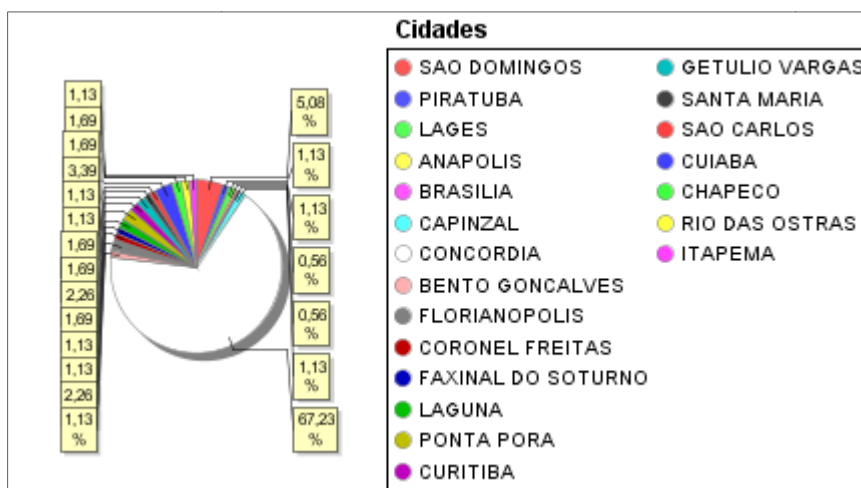 Cidades
1,13
1,69
1,69
3,39
1,13
1,13
1,69
1,69
2,26
1,69
1,13
1,13
2,26
1,13
%
5,08
%
1,13
%
1,13
%
0,56
%
0,56
%
1,13
%
67,23
%
SAO DOMINGOS
PIRATUBA
LAGES
ANAPOLIS
BRASILIA
CAPINZAL
CONCORDIA
BENTO GONCALVES
FLORIANOPOLIS
CORONEL FREITAS
FAXINAL DO SOTURNO
LAGUNA
PONTA PORA
CURITIBA
GETULIO VARGAS
SANTA MARIA
SAO CARLOS
CUIABA
CHAPECO
RIO DAS OSTRAS
ITAPEMA